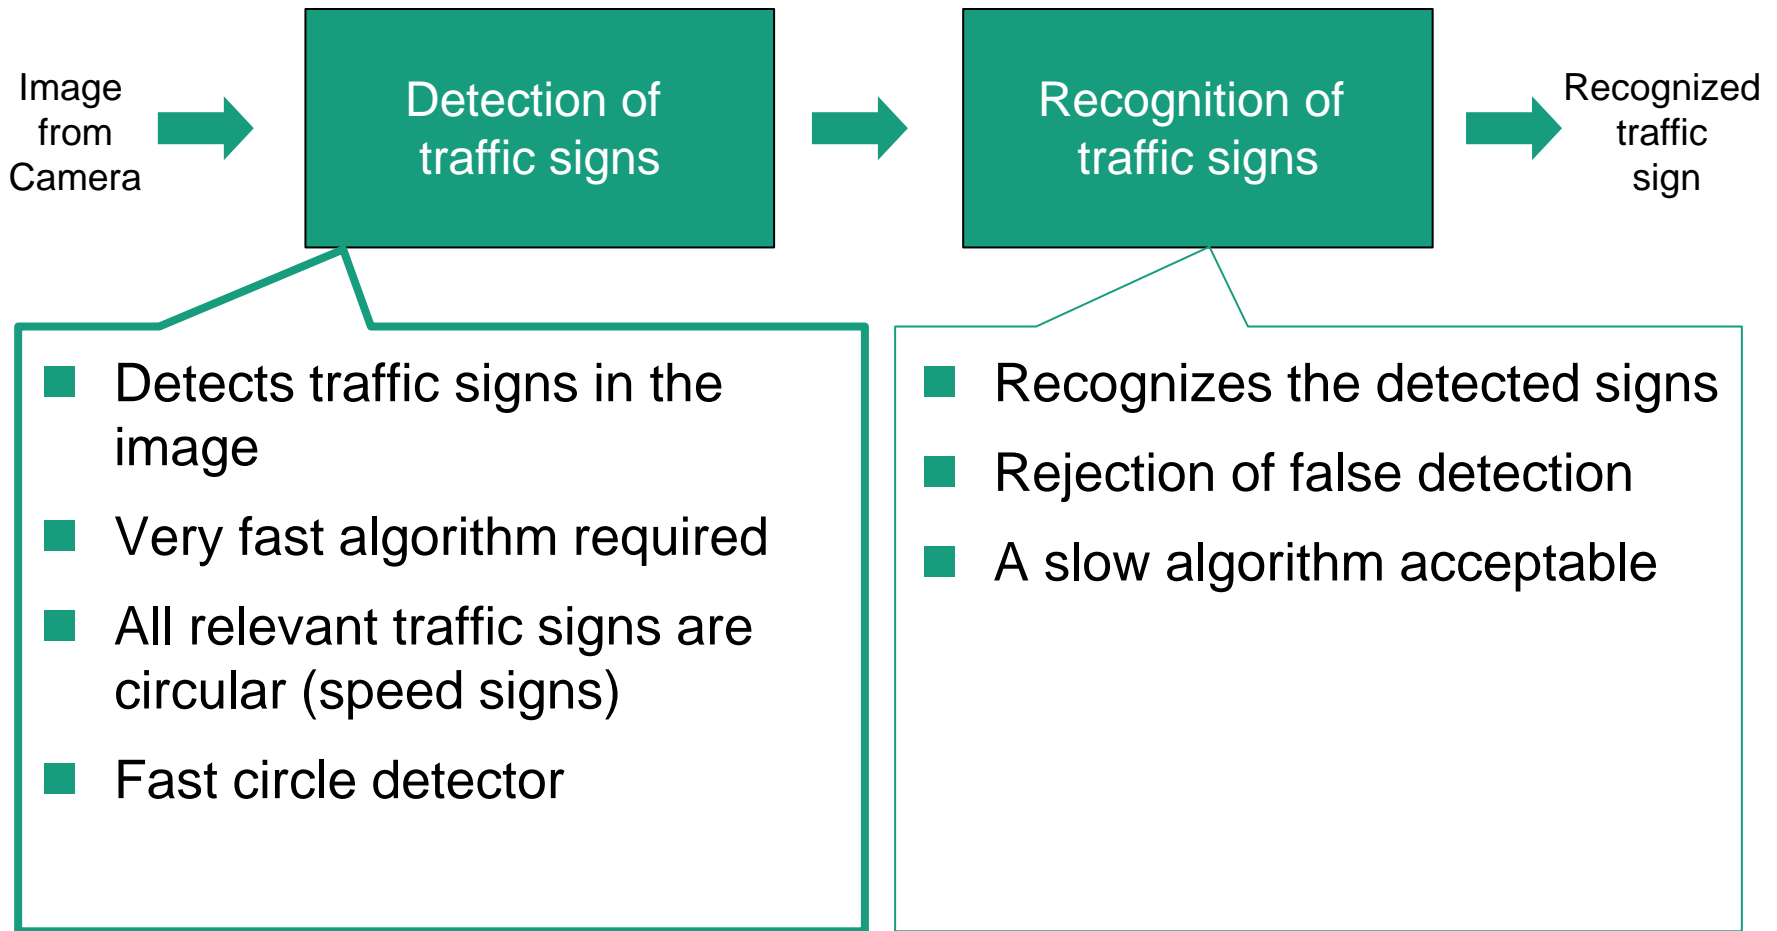 Image
from
Camera
Detection of
traffic signs
Recognition of
traffic signs
Recognized
traffic
sign
Detects traffic signs in the
image
Very fast algorithm required
All relevant traffic signs are
circular (speed signs)
Fast circle detector
Recognizes the detected signs
Rejection of false detection
A slow algorithm acceptable